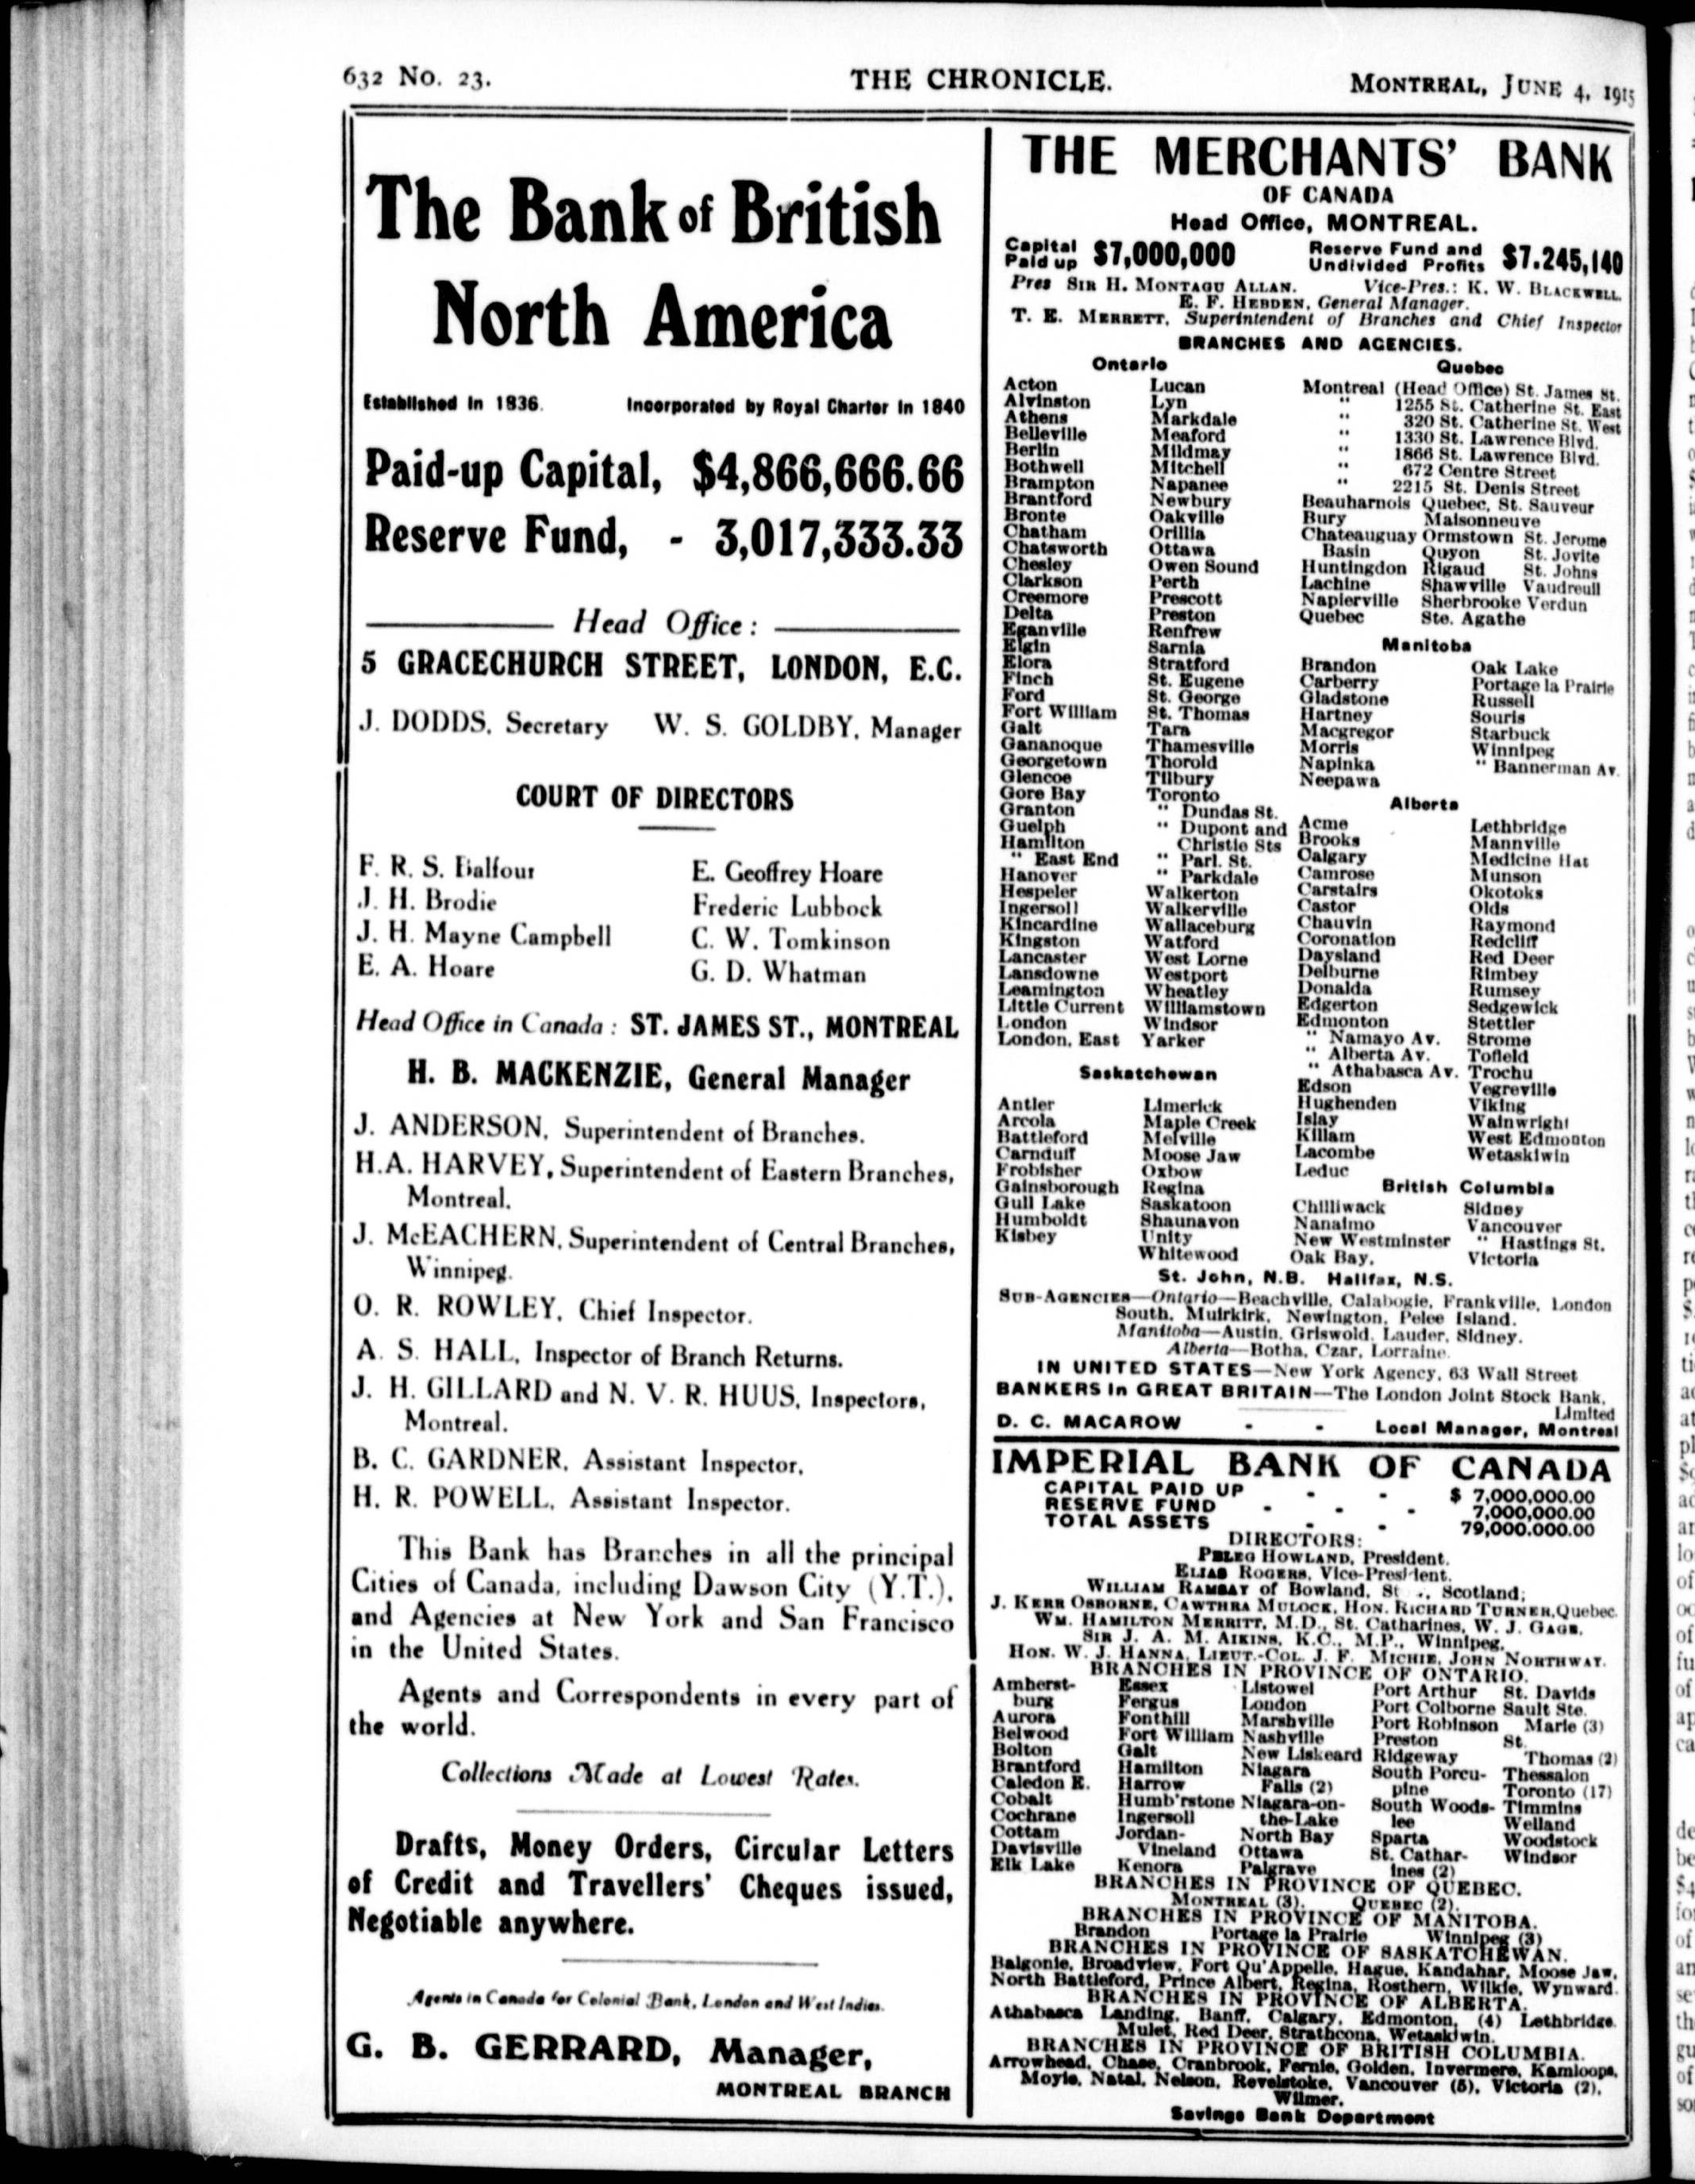 632 No. 23.
THE CHRONICLE.
MONTREAL, JUNE 4, 1915
The Bank of British
North America
Established in 1836.
Incorporated by Royal Charter in 1840
Paid-up Capital, $4,866,666.66
Reserve Fund, - 3,017,333.33
Head Office:
5 GRACECHURCH STREET, LONDON, E.C.
J. DODDS, Secretary W. S. GOLDBY, Manager
COURT OF DIRECTORS
F. R. S. Balfour
J. H. Brodie
J. H. Mayne Campbell
E. A. Hoare
E. Geoffrey Hoare
Frederic Lubbock
C. W. Tomkinson
G. D. Whatman
Head Office in Canada: ST. JAMES ST., MONTREAL
H. B. MACKENZIE, General Manager
J. ANDERSON, Superintendent of Branches.
H.A. HARVEY, Superintendent of Eastern Branches,
Montreal.
J. McEACHERN, Superintendent of Central Branches,
Winnipeg.
O. R. ROWLEY, Chief Inspector.
A. S. HALL, Inspector of Branch Returns.
J. H. GILLARD and N. V. R. HUUS, Inspectors,
Montreal.
B. C. GARDNER, Assistant Inspector,
H. R. POWELL, Assistant Inspector.
This Bank has Branches in all the principal
Cities of Canada, including Dawson City (Y.T.),
and Agencies at New York and San Francisco
in the United States.
Agents and Correspondents in every part of
the world.
Collections Made at Lowest Rates.
Drafts, Money Orders, Circular Letters
of Credit and Travellers' Cheques issued,
Negotiable anywhere.
Agents in Canada for Colonial Bank, London and West Indies.
G. B. GERRARD, Manager,
MONTREAL BRANCH
THE MERCHANTS' BANK
OF CANADA
Head Office, MONTREAL.
Capital Paid up $7,000,000
Reserve Fund and Undivided Profits $7.245,140
Pres SIR H. MONTAGU ALLAN. Vice-Pres.: K. W. BLACKWELL.
E. F. HEBDEN, General Manager.
T. E. MERRETT, Superintendent of Branches and Chief Inspector
BRANCHES AND AGENCIES.
Ontario
Acton
Alvinston
Athens
Belleville
Berlin
Bothwell
Brampton
Brantford
Bronte
Chatham
Chatsworth
Chesley
Clarkson
Creemore
Delta
Eganville
Elgin
Elora
Finch
Ford
Fort William
Galt
Gananoque
Georgetown
Glencoe
Gore Bay
Granton
Guelph
Hamilton
" East End
Hanover
Hespeler
Ingersoll
Kincardine
Kingston
Lancaster
Lansdowne
Leamington
Little Current
London
London, East
Lucan
Lyn
Markdale
Meaford
Mildmay
Mitchell
Napanee
Newbury
Oakville
Orillia
Ottawa
Owen Sound
Perth
Prescott
Preston
Renfrew
Sarnia
Stratford
St. Eugene
St. George
St. Thomas
Tara
Thamesville
Thorold
Tilbury
Toronto
" Dundas St.
" Dupont and
Christie Sts
" Parl. St.
" Parkdale
Walkerton
Walkerville
Wallaceburg
Watford
West Lorne
Westport
Wheatley
Williamstown
Windsor
Yarker
Quebec
Montreal (Head Office) St. James St.
" 1255 St. Catherine St. East
" 320 St. Catherine St. West
" 1330 St. Lawrence Blvd.
" 1866 St. Lawrence Blvd.
" 672 Centre Street
" 2215 St. Denis Street
Beauharnois Quebec, St. Sauveur
Bury Maisonneuve
Chateauguay Ormstown St. Jerome
Basin Quyon St. Jovite
Huntingdon Rigaud St. Johns
Lachine Shawville Vaudreuil
Napierville Sherbrooke Verdun
Quebec Ste. Agathe
Manitoba
Brandon
Carberry
Gladstone
Hartney
Macgregor
Morris
Napinka
Neepawa
Oak Lake
Portage la Prairie
Russell
Souris
Starbuck
Winnipeg
" Bannerman Av.
Alberta
Acme
Brooks
Calgary
Camrose
Carstairs
Castor
Chauvin
Coronation
Daysland
Delburne
Donalda
Edgerton
Edmonton
" Namayo Av.
" Alberta Av.
" Athabasca Av.
Edson
Hughenden
Islay
Killam
Lacombe
Leduc
Lethbridge
Mannville
Medicine Hat
Munson
Okotoks
Olds
Raymond
Redcliff
Red Deer
Rimbey
Rumsey
Sedgewick
Stettler
Strome
Tofield
Trochu
Vegreville
Viking
Wainwright
West Edmonton
Wetaskiwin
Saskatchewan
Antler
Arcola
Battleford
Carnduff
Frobisher
Gainsborough
Gull Lake
Humboldt
Kisbey
Limerick
Maple Creek
Melville
Moose Jaw
Oxbow
Regina
Saskatoon
Shaunavon
Unity
Whitewood
British Columbia
Chilliwack
Nanaimo
New Westminster
Oak Bay,
Sidney
Vancouver
" Hastings St.
Victoria
St. John, N.B. Halifax, N.S.
SUB-AGENCIES—Ontario—Beachville, Calabogie, Frankville, London
South, Muirkirk, Newington, Pelee Island.
Manitoba—Austin, Griswold, Lauder, Sidney.
Alberta—Botha, Czar, Lorraine.
IN UNITED STATES—New York Agency, 63 Wall Street
BANKERS in GREAT BRITAIN—The London Joint Stock Bank,
Limited
D. C. MACAROW - - Local Manager, Montreal
IMPERIAL BANK OF CANADA
CAPITAL PAID UP - - $ 7,000,000.00
RESERVE FUND - - - 7,000,000.00
TOTAL ASSETS - - 79,000,000.00
DIRECTORS:
PELEG HOWLAND, President.
ELIAS ROGERS, Vice-President.
WILLIAM RAMSAY of Bowland, St , Scotland;
J. KERR OSBORNE, CAWTHRA MULOCK, HON. RICHARD TURNER, Quebec.
WM. HAMILTON MERRITT, M.D., St. Catharines, W. J. GAGE,
SIR J. A. M. AIKINS, K.C., M.P., Winnipeg,
HON. W. J. HANNA, LIEUT.-COL. J. F. MICHIE, JOHN NORTHWAY.
BRANCHES IN PROVINCE OF ONTARIO.
Amherst-
burg
Aurora
Belwood
Bolton
Brantford
Caledon E.
Cobalt
Cochrane
Cottam
Davisville
Elk Lake
Essex
Fergus
Fonthill
Fort William
Galt
Hamilton
Harrow
Humb'rstone
Ingersoll
Jordan-
Vineland
Kenora
Listowel
London
Marshville
Nashville
New Liskeard
Niagara
Falls (2)
Niagara-on-
the-Lake
North Bay
Ottawa
Palgrave
Port Arthur
Port Colborne
Port Robinson
Preston
Ridgeway
South Porcu-
pine
South Woods-
lee
Sparta
St. Cathar-
ines (2)
St. Davids
Sault Ste.
Marie (3)
St.
Thomas (2)
Thessalon
Toronto (17)
Timmins
Welland
Woodstock
Windsor
BRANCHES IN PROVINCE OF QUEBEC.
MONTREAL (3), QUEBEC (2).
BRANCHES IN PROVINCE OF MANITOBA.
Brandon Portage la Prairie Winnipeg (3)
BRANCHES IN PROVINCE OF SASKATCHEWAN.
Balgonie, Broadview, Fort Qu'Appelle, Hague, Kandahar, Moose Jaw,
North Battleford, Prince Albert, Regina, Rosthern, Wilkie, Wynward.
BRANCHES IN PROVINCE OF ALBERTA.
Athabasca Landing, Banff, Calgary, Edmonton, (4) Lethbridge.
Mulet, Red Deer, Strathcona, Wetaskiwin.
BRANCHES IN PROVINCE OF BRITISH COLUMBIA.
Arrowhead, Chase, Cranbrook, Fernie, Golden, Invermere, Kamloops,
Moyle, Natal, Nelson, Revelstoke, Vancouver (5), Victoria (2),
Wilmer.
Savings Bank Department